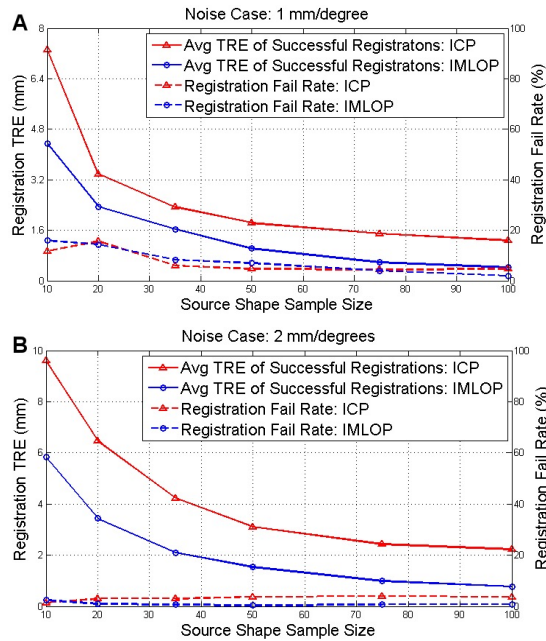 A
Noise Case: 1 mm/degree
Avg TRE of Successful Registratons: ICP
Avg TRE of Successful Registratons: IMLOP
Registration Fail Rate: ICP
Registration Fail Rate: IMLOP
Registration TRE (mm)
8
6.4
4.8
3.2
1.6
0
Registration Fail Rate (%)
100
80
60
40
20
0
10 20 30 40 50 60 70 80 90 100
Source Shape Sample Size
B
Noise Case: 2 mm/degrees
Avg TRE of Successful Registrations: ICP
Avg TRE of Successful Registrations: IMLOP
Registration Fail Rate: ICP
Registration Fail Rate: IMLOP
Registration TRE (mm)
10
8
6
4
2
0
Registration Fail Rate (%)
100
80
60
40
20
0
10 20 30 40 50 60 70 80 90 100
Source Shape Sample Size